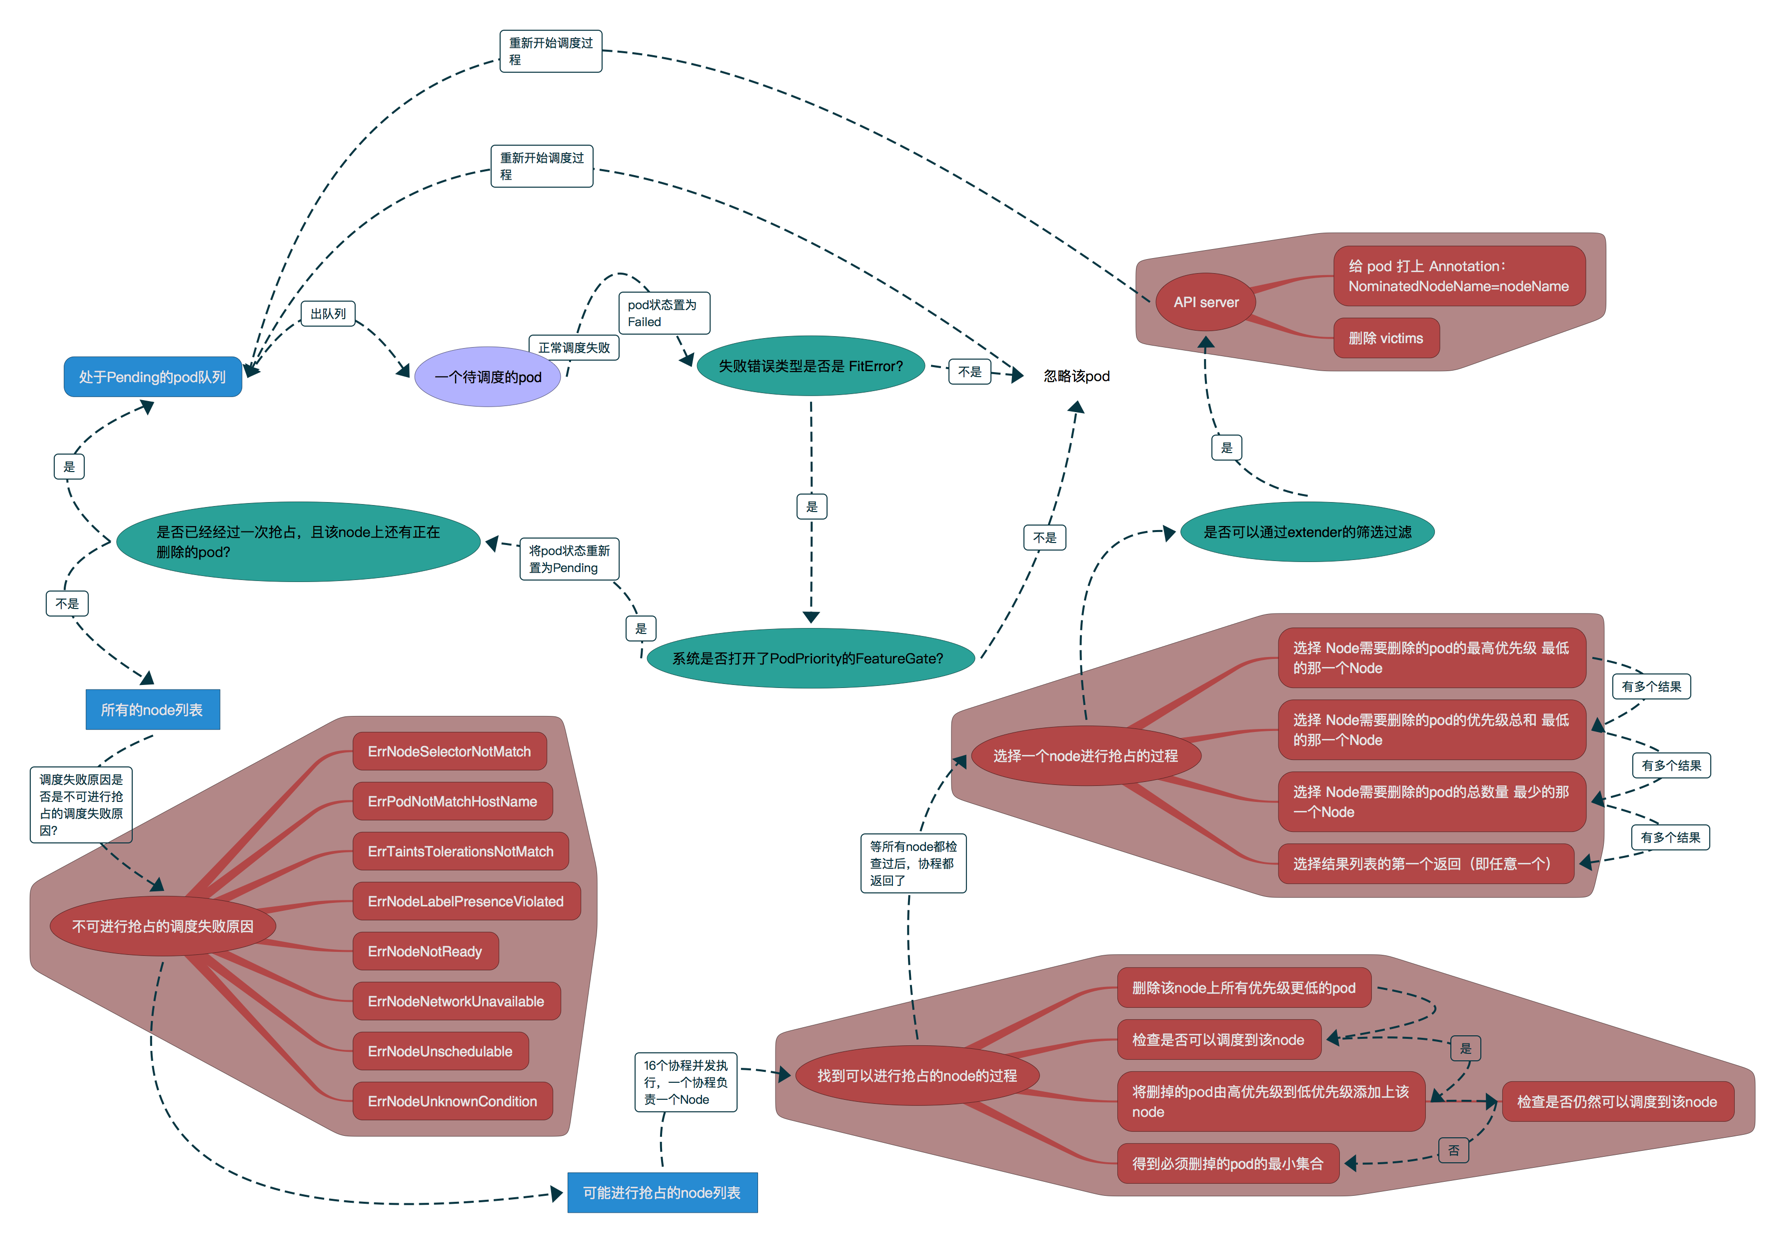 重新开始调度过
程
重新开始调度过
程
给 pod 打上 Annotation：
NominatedNodeName=nodeName
API server
删除 victims
出队列
pod状态置为
Failed
正常调度失败
处于Pending的pod队列
一个待调度的pod
失败错误类型是否是 FitError?
不是
忽略该pod
是
是
是
是否已经经过一次抢占，且该node上还有正在
删除的pod?
将pod状态重新
置为Pending
不是
是否可以通过extender的筛选过滤
不是
是
系统是否打开了PodPriority的FeatureGate?
所有的node列表
选择 Node需要删除的pod的最高优先级 最低
的那一个Node
有多个结果
选择 Node需要删除的pod的优先级总和 最低
的那一个Node
有多个结果
选择一个node进行抢占的过程
选择 Node需要删除的pod的总数量 最少的那
一个Node
有多个结果
选择结果列表的第一个返回（即任意一个）
调度失败原因是
否是不可进行抢
占的调度失败原
因?
ErrNodeSelectorNotMatch
ErrPodNotMatchHostName
ErrTaintsTolerationsNotMatch
ErrNodeLabelPresenceViolated
不可进行抢占的调度失败原因
ErrNodeNotReady
ErrNodeNetworkUnavailable
ErrNodeUnschedulable
ErrNodeUnknownCondition
等所有node都检
查过后，协程都
返回了
删除该node上所有优先级更低的pod
检查是否可以调度到该node
是
16个协程并发执
行，一个协程负
责一个Node
找到可以进行抢占的node的过程
将删掉的pod由高优先级到低优先级添加上该
node
检查是否仍然可以调度到该node
否
得到必须删掉的pod的最小集合
可能进行抢占的node列表